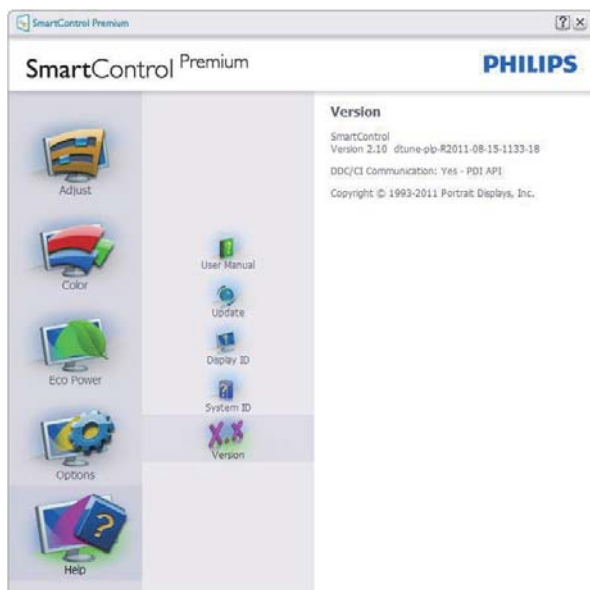 SmartControl Premium
? ×
SmartControl Premium
PHILIPS
Adjust
Color
Eco Power
Options
?
Help
?
User Manual
Update
Display ID
?
System ID
X.X
Version
Version
SmartControl
Version 2.10 dtune-plp-R2011-08-15-1133-18
DDC/CI Communication: Yes - PDI API
Copyright © 1993-2011 Portrait Displays, Inc.